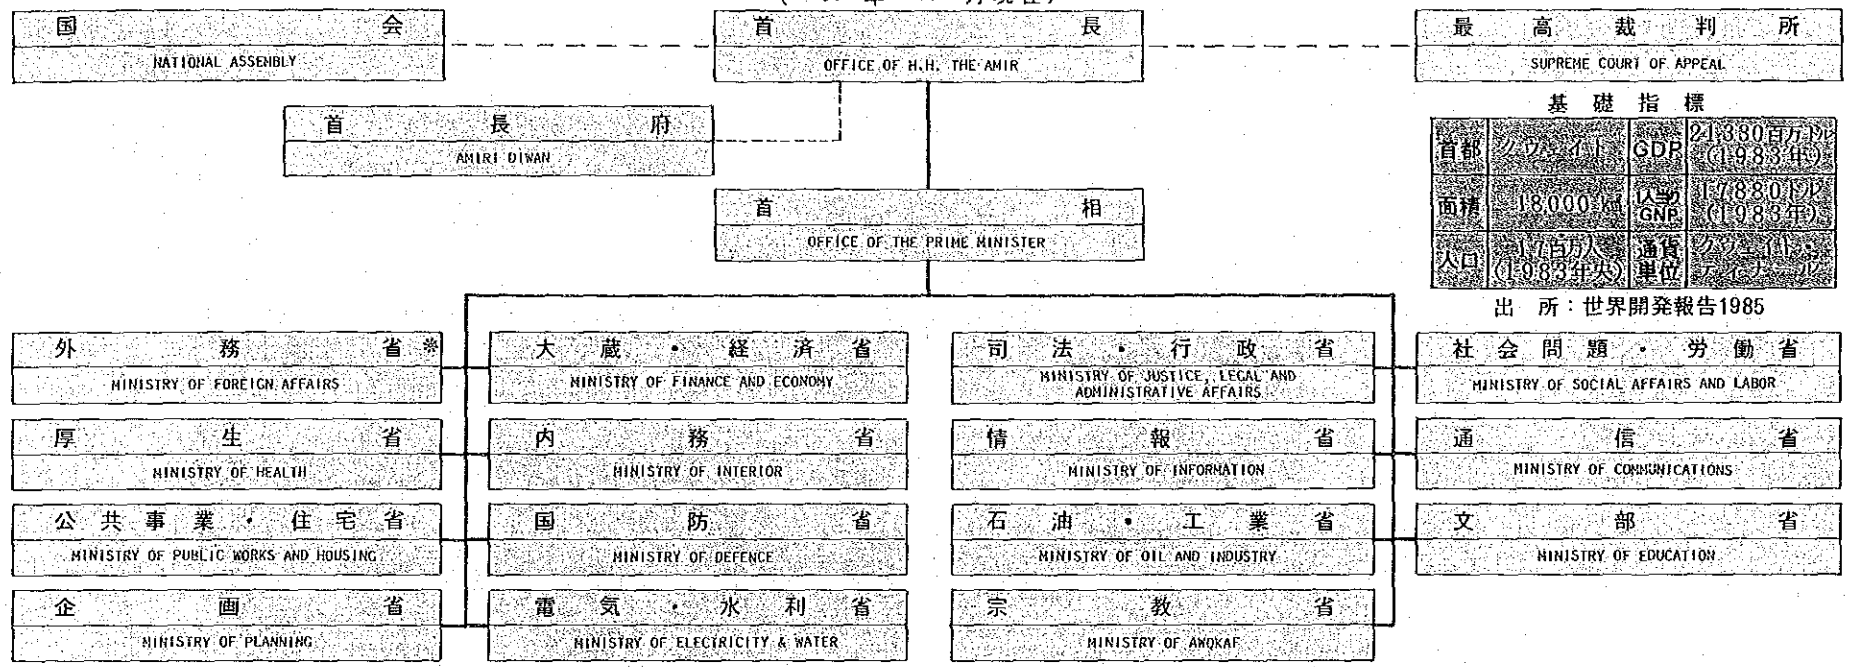 国会
NATIONAL ASSEMBLY
首長
OFFICE OF H.H. THE AMIR
最高裁判所
SUPREME COURT OF APPEAL
首長府
AMIRI DIWAN
首相
OFFICE OF THE PRIME MINISTER
基礎指標
首都 クウェイト GDP 21,380百万ドル (1983年)
面積 18,000 km² 1人当り GNP 17,880ドル (1983年)
人口 (1983年央) 通貨単位 クウェイト・ディナール
出所:世界開発報告1985
外務省※
MINISTRY OF FOREIGN AFFAIRS
大蔵・経済省
MINISTRY OF FINANCE AND ECONOMY
司法・行政省
MINISTRY OF JUSTICE, LEGAL AND
ADMINISTRATIVE AFFAIRS
社会問題・労働省
MINISTRY OF SOCIAL AFFAIRS AND LABOR
厚生省
MINISTRY OF HEALTH
内務省
MINISTRY OF INTERIOR
情報省
MINISTRY OF INFORMATION
通信省
MINISTRY OF COMMUNICATIONS
公共事業・住宅省
MINISTRY OF PUBLIC WORKS AND HOUSING
国防省
MINISTRY OF DEFENCE
石油・工業省
MINISTRY OF OIL AND INDUSTRY
文部省
MINISTRY OF EDUCATION
企画省
MINISTRY OF PLANNING
電気・水利省
MINISTRY OF ELECTRICITY & WATER
宗教省
MINISTRY OF AWOKAF